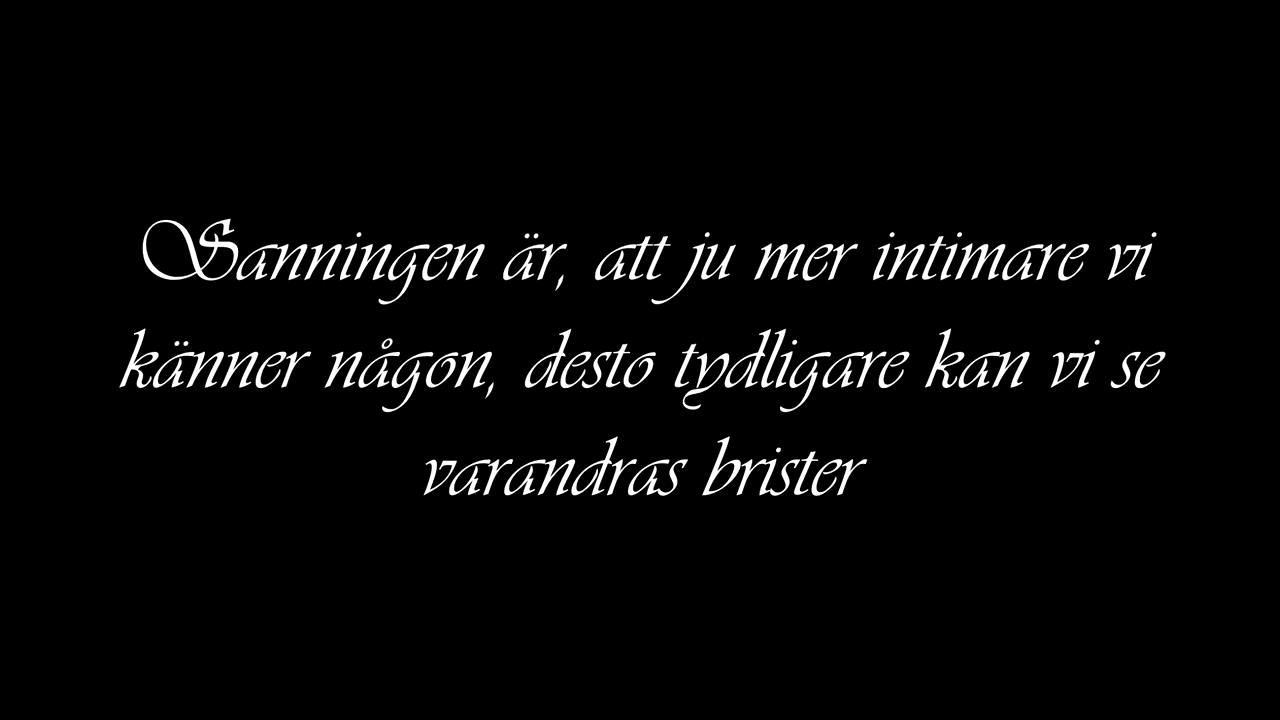 Sanningen är, att ju mer intimare vi
känner någon, desto tydligare kan vi se
varandras brister